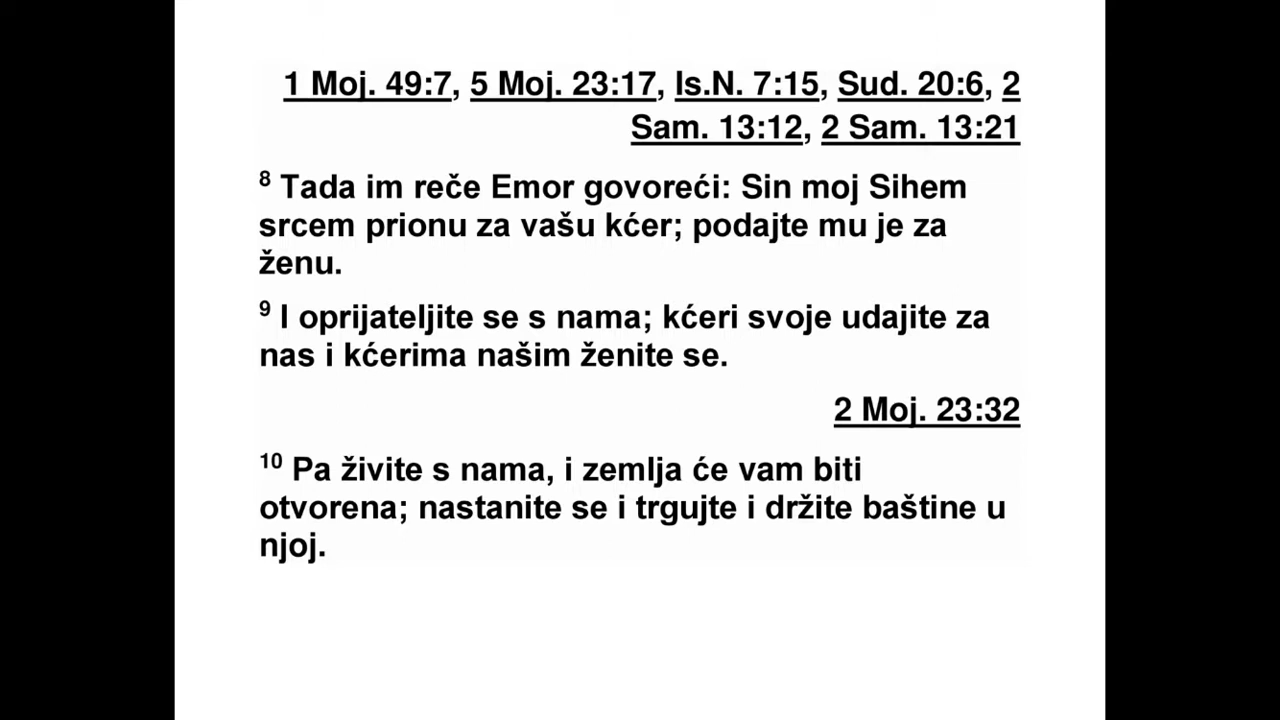 1 Moj. 49:7, 5 Moj. 23:17, Is.N. 7:15, Sud. 20:6, 2
Sam. 13:12, 2 Sam. 13:21
8 Tada im reče Emor govoreći: Sin moj Sihem
srcem prionu za vašu kćer; podajte mu je za
ženu.
9 I oprijateljite se s nama; kćeri svoje udajite za
nas i kćerima našim ženite se.
2 Moj. 23:32
10 Pa živite s nama, i zemlja će vam biti
otvorena; nastanite se i trgujte i držite baštine u
njoj.